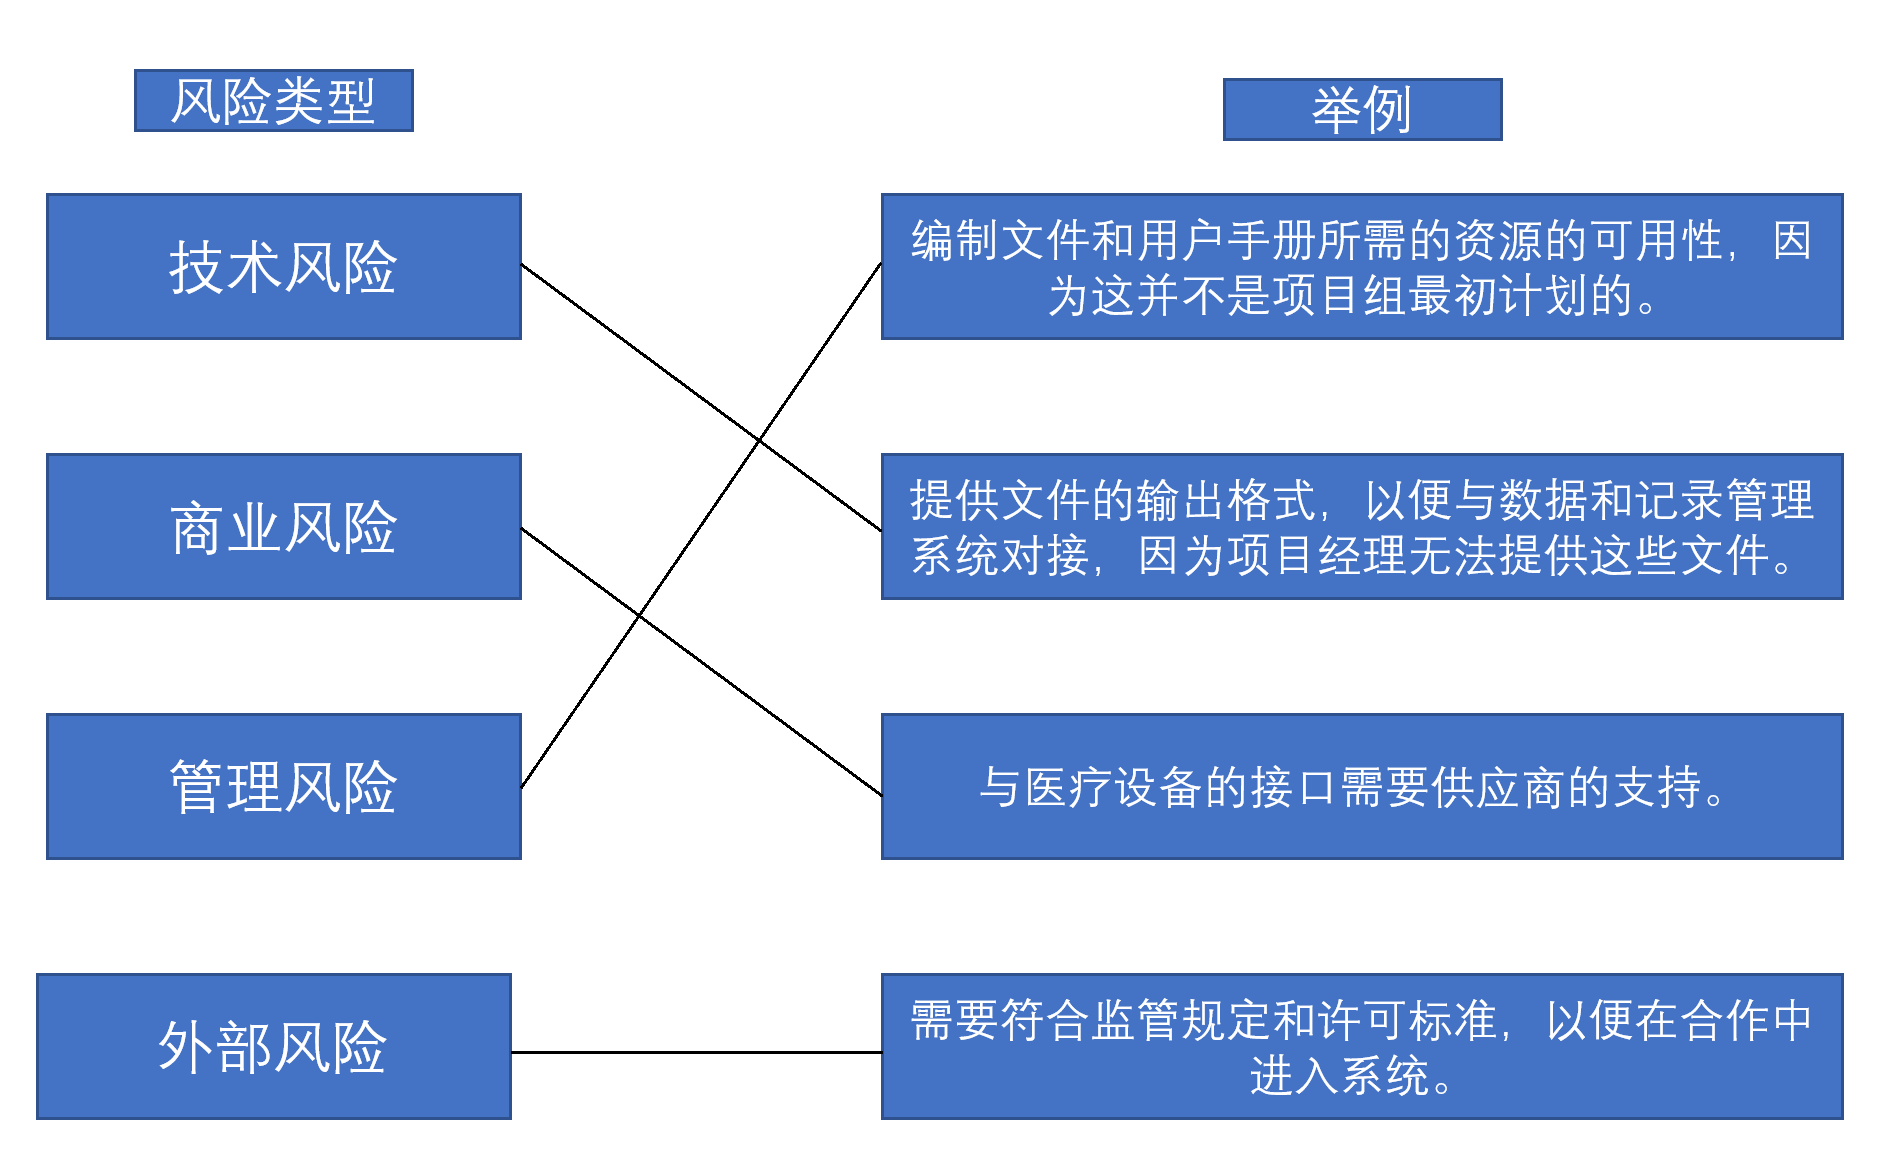 风险类型
举例
技术风险
编制文件和用户手册所需的资源的可用性，因
为这并不是项目组最初计划的。
商业风险
提供文件的输出格式，以便与数据和记录管理
系统对接，因为项目经理无法提供这些文件。
管理风险
与医疗设备的接口需要供应商的支持。
外部风险
需要符合监管规定和许可标准，以便在合作中
进入系统。